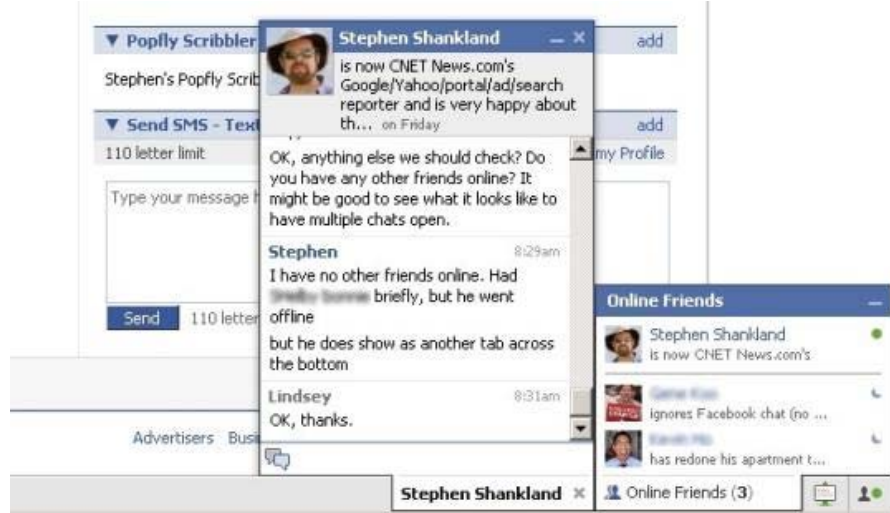 ▼ Popfly Scribbler
add
Stephen's Popfly Scrib
▼ Send SMS - Text
add
110 letter limit
my Profile
Type your message h
Send
110 letter
Advertisers Busi
Stephen Shankland
is now CNET News.com's
Google/Yahoo/portal/ad/search
reporter and is very happy about
th... on Friday
OK, anything else we should check? Do
you have any other friends online? It
might be good to see what it looks like to
have multiple chats open.
Stephen 8:29am
I have no other friends online. Had
briefly, but he went
offline
but he does show as another tab across
the bottom
Lindsey 8:31am
OK, thanks.
Stephen Shankland
Online Friends
Stephen Shankland
is now CNET News.com's
ignores Facebook chat (no ...
has redone his apartment t...
Online Friends (3)